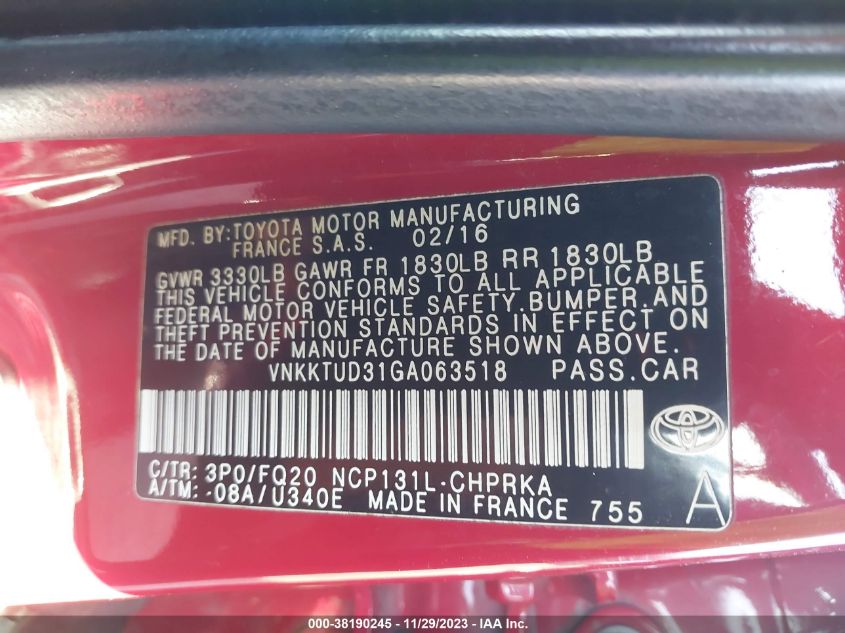 MFD. BY: TOYOTA MOTOR MANUFACTURING
FRANCE S.A.S. 02/16
GVWR 3330LB GAWR FR 1830LB RR 1830LB
THIS VEHICLE CONFORMS TO ALL APPLICABLE
FEDERAL MOTOR VEHICLE SAFETY, BUMPER, AND
THEFT PREVENTION STANDARDS IN EFFECT ON
THE DATE OF MANUFACTURE SHOWN ABOVE.
VNKKTUD31GA063518 PASS.CAR
C/TR: 3P0/FQ20 NCP131L-CHPRKA
A/TM: -08A/U340E MADE IN FRANCE 755 A
000-38190245 - 11/29/2023 - IAAI Inc.